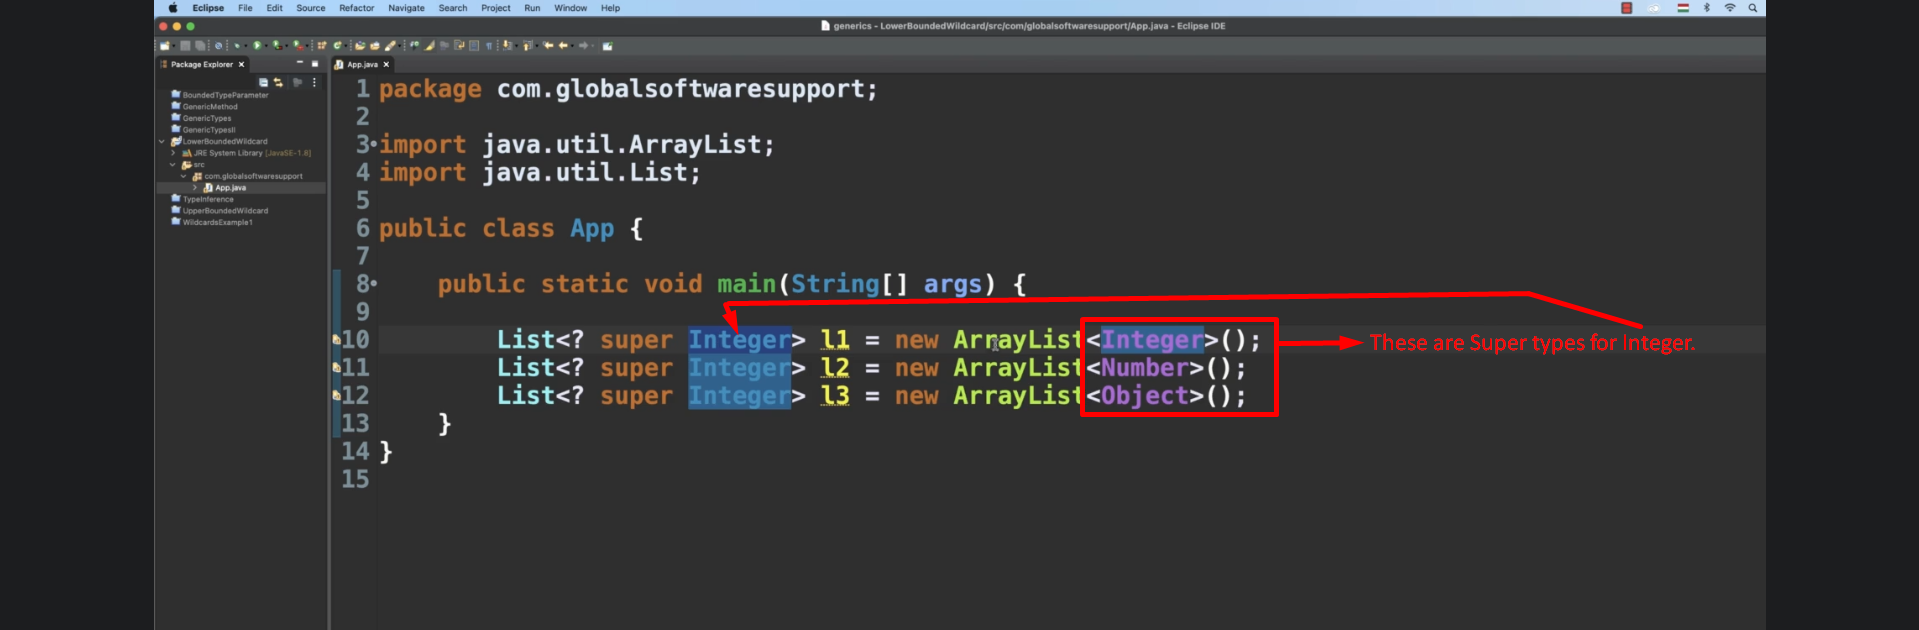 Eclipse File Edit Source Refactor Navigate Search Project Run Window Help
generics - LowerBoundedWildcard/src/com/globalsoftwaresupport/App.java - Eclipse IDE
Package Explorer
App.java
BoundedTypeParameter
GenericMethod
GenericTypes
GenericTypesII
LowerBoundedWildcard
JRE System Library [JavaSE-1.8]
src
com.globalsoftwaresupport
App.java
TypeInference
UpperBoundedWildcard
WildcardsExample1
1 package com.globalsoftwaresupport;
2
3 import java.util.ArrayList;
4 import java.util.List;
5
6 public class App {
7
8 public static void main(String[] args) {
9
10 List<? super Integer> l1 = new ArrayList<Integer>();
11 List<? super Integer> l2 = new ArrayList<Number>();
12 List<? super Integer> l3 = new ArrayList<Object>();
13 }
14 }
15
These are Super types for Integer.